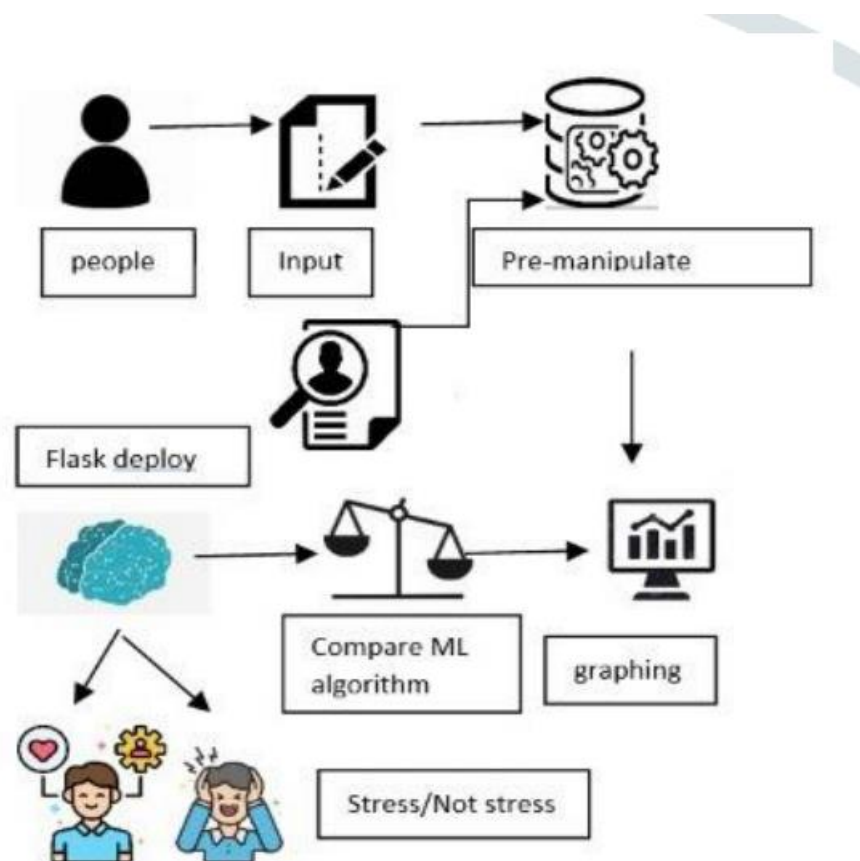 people
Input
Pre-manipulate
Flask deploy
Compare ML
algorithm
graphing
Stress/Not stress